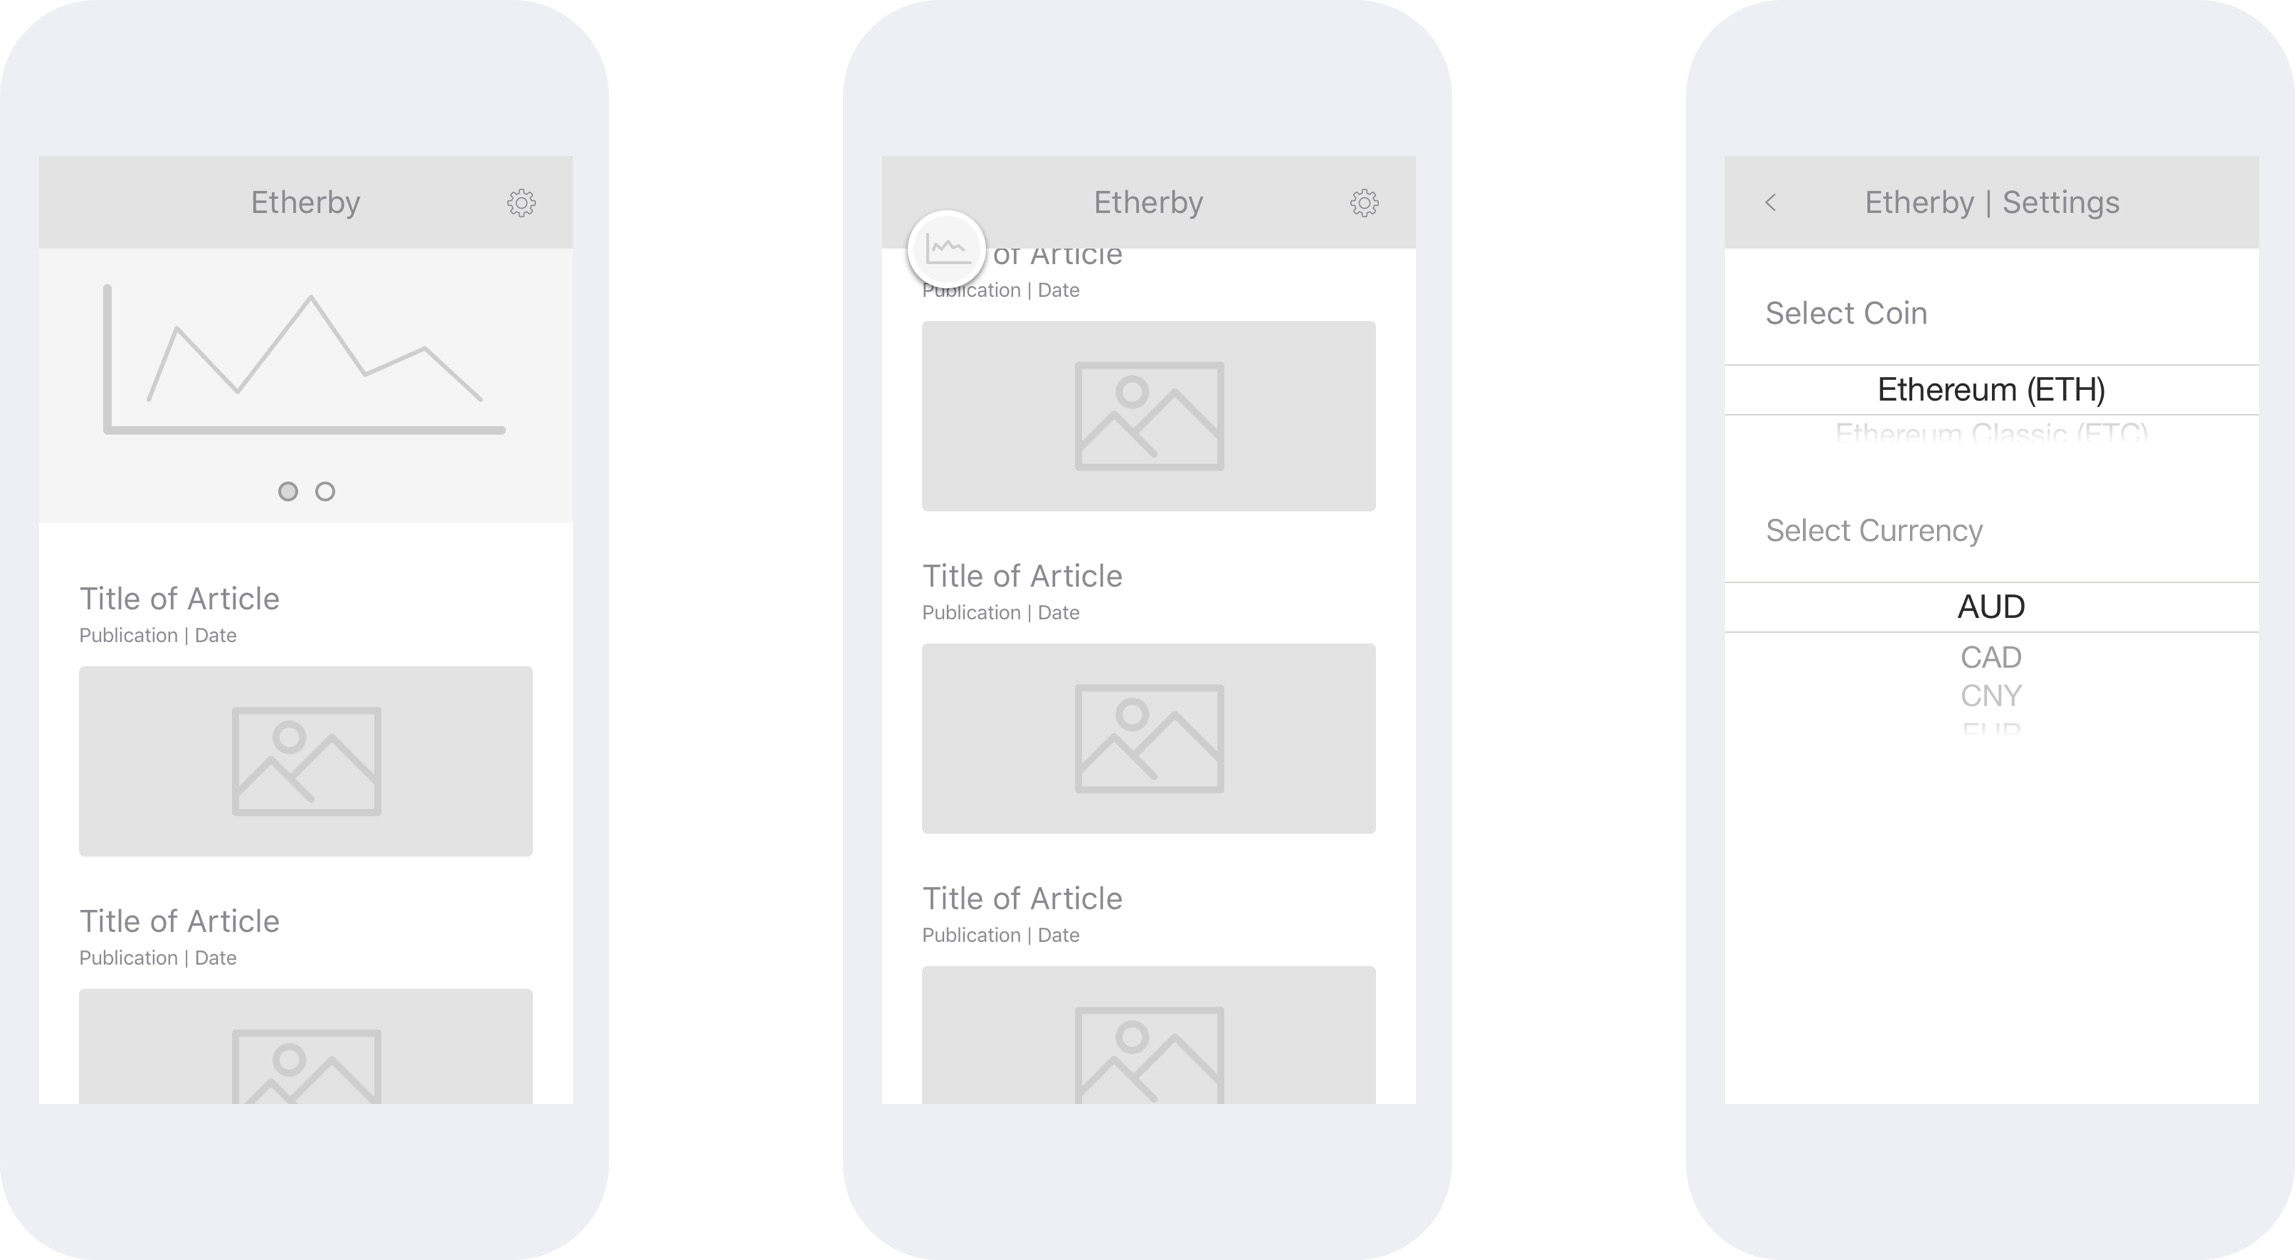 Etherby
Title of Article
Publication | Date
Title of Article
Publication | Date
Etherby
of Article
Publication | Date
Title of Article
Publication | Date
Title of Article
Publication | Date
Etherby | Settings
Select Coin
Ethereum (ETH)
Ethereum Classic (ETC)
Select Currency
AUD
CAD
CNY
EUR